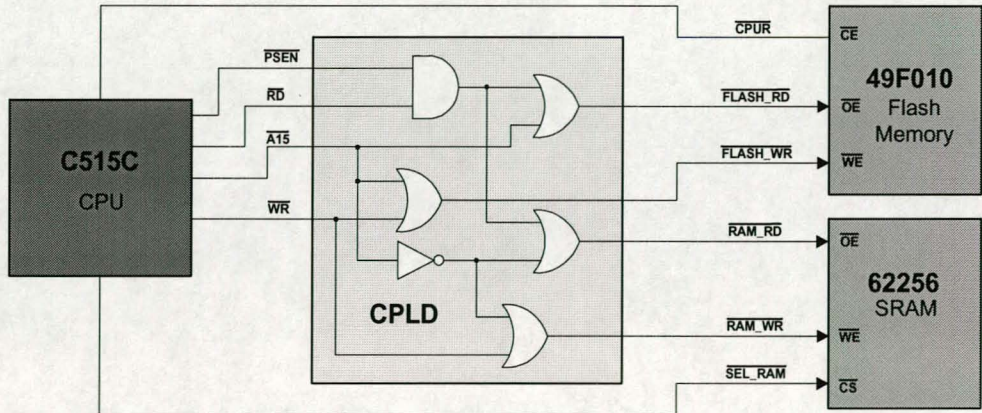 CPUR
CE
PSEN
49F010
RD
FLASH_RD
OE
Flash
Memory
A15
C515C
FLASH_WR
WE
CPU
WR
RAM_RD
OE
62256
SRAM
CPLD
RAM_WR
WE
SEL_RAM
CS